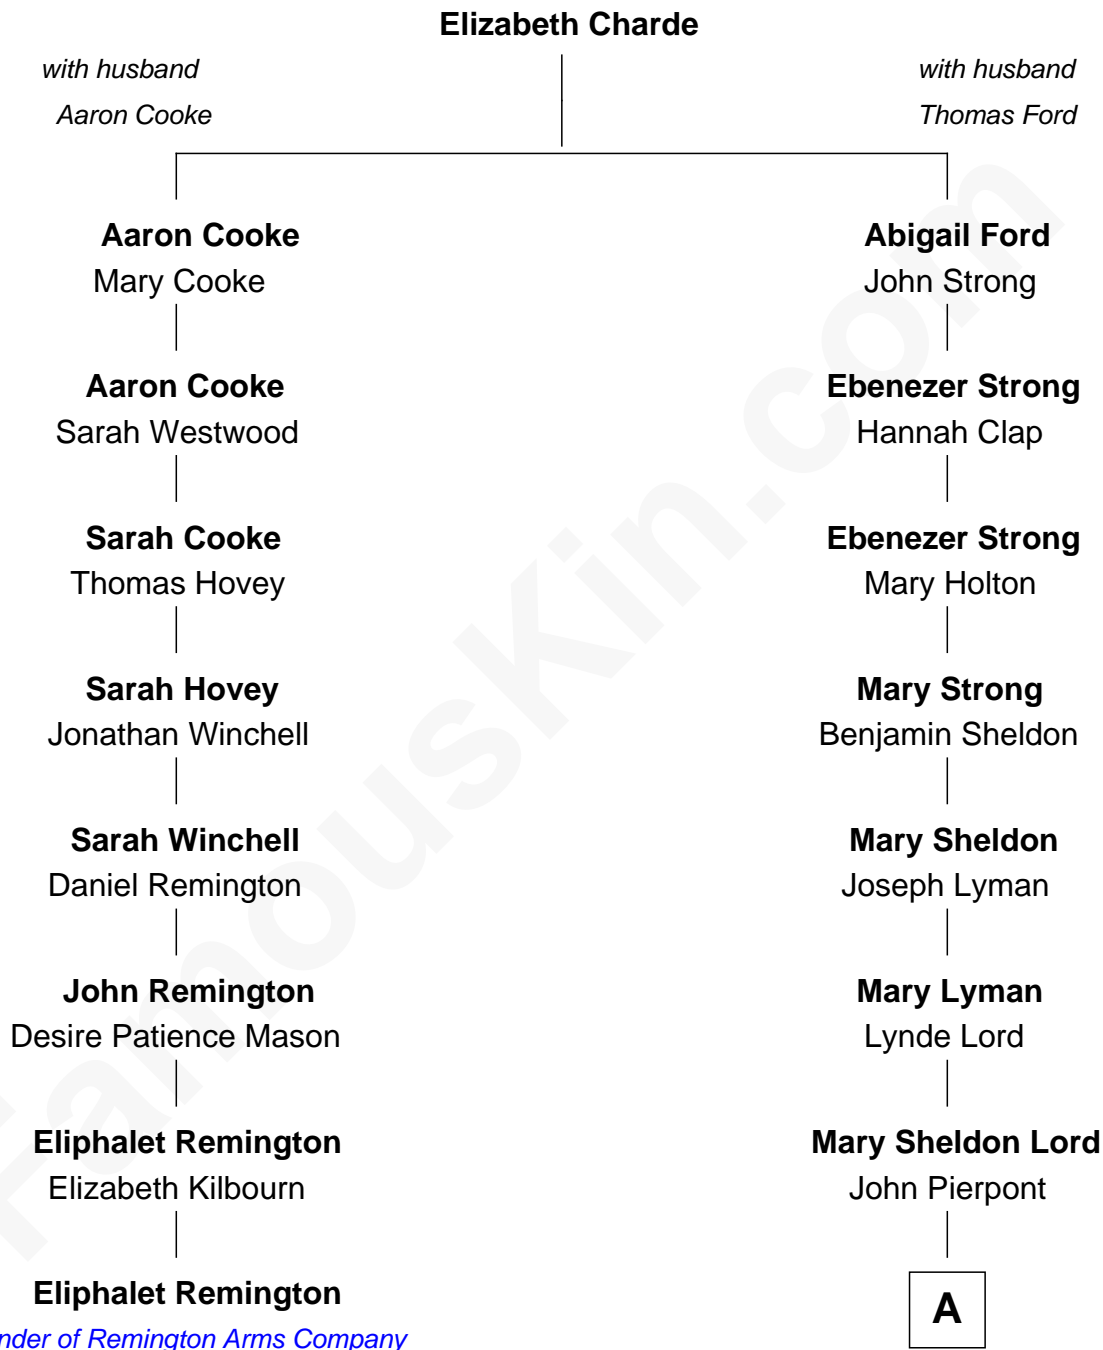 Elizabeth Charde
with husband
Aaron Cooke
with husband
Thomas Ford
Aaron Cooke
Mary Cooke
Abigail Ford
John Strong
Aaron Cooke
Sarah Westwood
Ebenezer Strong
Hannah Clap
Sarah Cooke
Thomas Hovey
Ebenezer Strong
Mary Holton
Sarah Hovey
Jonathan Winchell
Mary Strong
Benjamin Sheldon
Sarah Winchell
Daniel Remington
Mary Sheldon
Joseph Lyman
John Remington
Desire Patience Mason
Mary Lyman
Lynde Lord
Eliphalet Remington
Elizabeth Kilbourn
Mary Sheldon Lord
John Pierpont
Eliphalet Remington
nder of Remington Arms Company
A
FamousKin.com